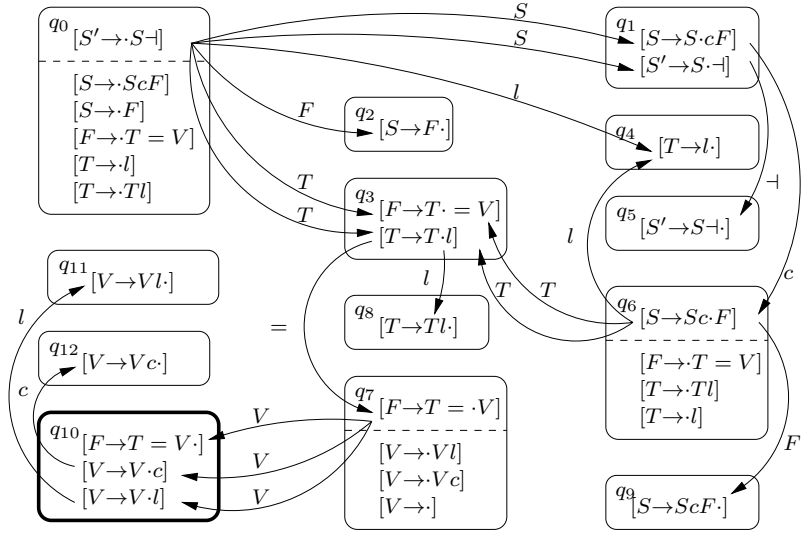 q0
[S′→·S⊣]
[S→·ScF]
[S→·F]
[F→·T = V]
[T→·l]
[T→·Tl]
S
S
l
F
T
T
q1
[S→S·cF]
[S′→S·⊣]
q2
[S→F·]
q4
[T→l·]
q3
[F→T· = V]
[T→T·l]
q5
[S′→S⊣·]
⊣
c
l
l
=
T
T
q11
[V→Vl·]
q8
[T→Tl·]
q6
[S→Sc·F]
[F→·T = V]
[T→·Tl]
[T→·l]
l
q12
[V→Vc·]
c
q7
[F→T = ·V]
[V→·Vl]
[V→·Vc]
[V→·]
q10
[F→T = V·]
[V→V·c]
[V→V·l]
V
V
V
F
q9
[S→ScF·]